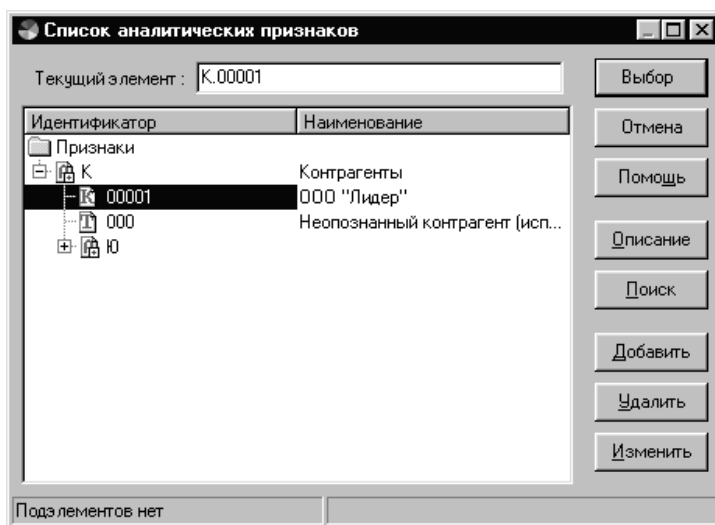 Список аналитических признаков
Текущий элемент : К.00001
Выбор
Идентификатор Наименование
Отмена
Признаки
К Контрагенты
Помощь
00001 ООО "Лидер"
000 Неопознанный контрагент (исп...
Ю
Описание
Поиск
Добавить
Удалить
Изменить
Подэлементов нет